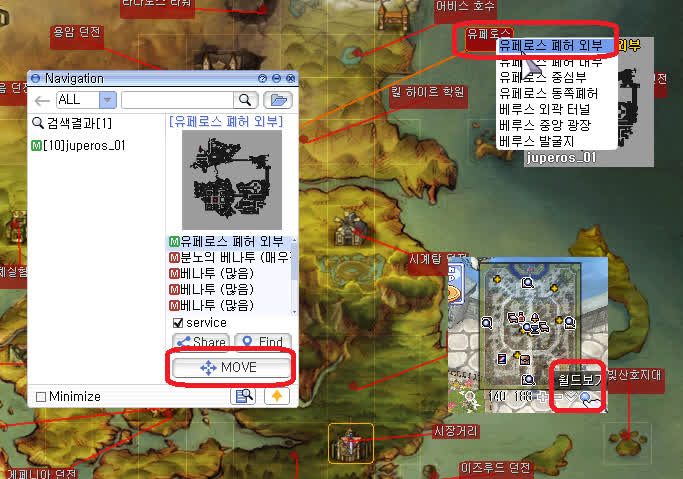 어비스 호수
용암 던전
유페로스
유페로스 폐허 외부
유페로스 폐허 내부
유페로스 중심부
유페로스 동쪽폐허
베루스 외곽 터널
베루스 중앙 광장
베루스 발굴지
juperos_01
킬 하이르 학원
Navigation
ALL
검색결과[1]
[10]juperos_01
[유페로스 폐허 외부]
M유페로스 폐허 외부
M분노의 베나투 (매우
M베나투 (많음)
M베나투 (많음)
M베나투 (많음)
service
Share
Find
MOVE
Minimize
시계탑 던전
월드보기
140 188
빛산호지대
시장거리
이즈루드 던전
게페니아 던전